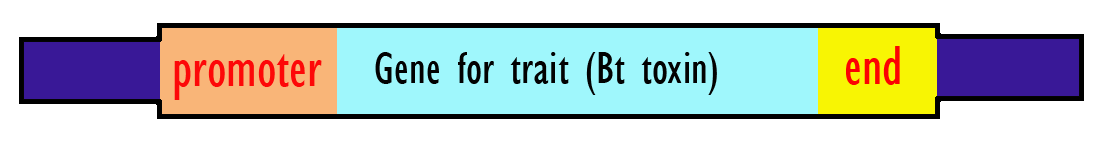 promoter Gene for trait (Bt toxin) end